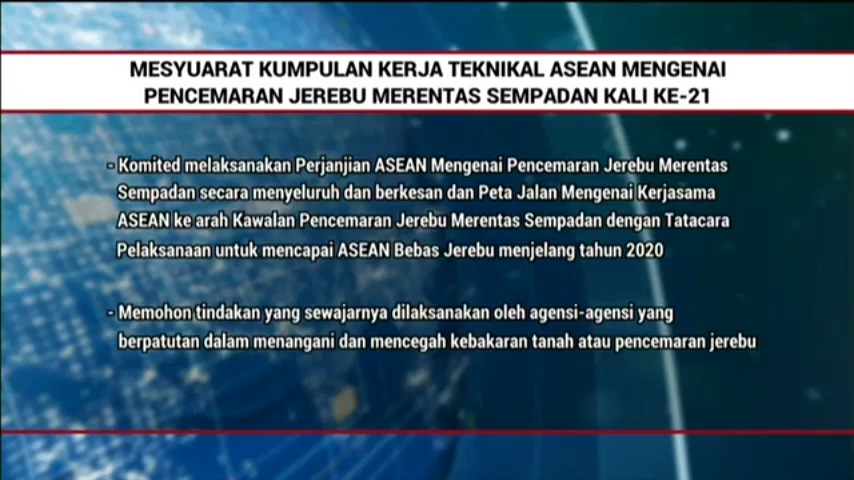 MESYUARAT KUMPULAN KERJA TEKNIKAL ASEAN MENGENAI
PENCEMARAN JEREBU MERENTAS SEMPADAN KALI KE-21
- Komited melaksanakan Perjanjian ASEAN Mengenai Pencemaran Jerebu Merentas
Sempadan secara menyeluruh dan berkesan dan Peta Jalan Mengenai Kerjasama
ASEAN ke arah Kawalan Pencemaran Jerebu Merentas Sempadan dengan Tatacara
Pelaksanaan untuk mencapai ASEAN Bebas Jerebu menjelang tahun 2020
- Memohon tindakan yang sewajarnya dilaksanakan oleh agensi-agensi yang
berpatutan dalam menangani dan mencegah kebakaran tanah atau pencemaran jerebu